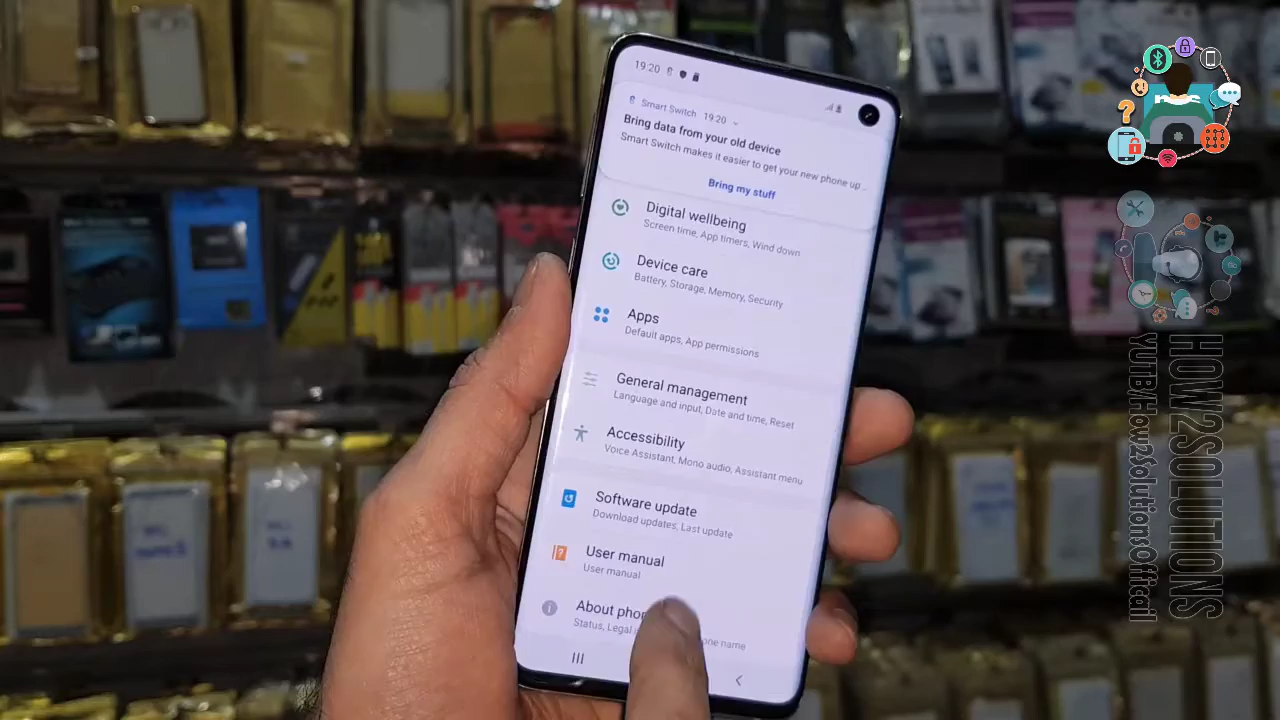 19:20
Smart Switch 19:20
Bring data from your old device
Smart Switch makes it easier to get your new phone up ..
Bring my stuff
Digital wellbeing
Screen time, App timers, Wind down
Device care
Battery, Storage, Memory, Security
Apps
Default apps, App permissions
General management
Language and input, Date and time, Reset
Accessibility
Voice Assistant, Mono audio, Assistant menu
Software update
Download updates, Last update
User manual
User manual
About
Status, Legal
name
HOW2SOLUTIONS
YUTB/How2SolutionsOffcail